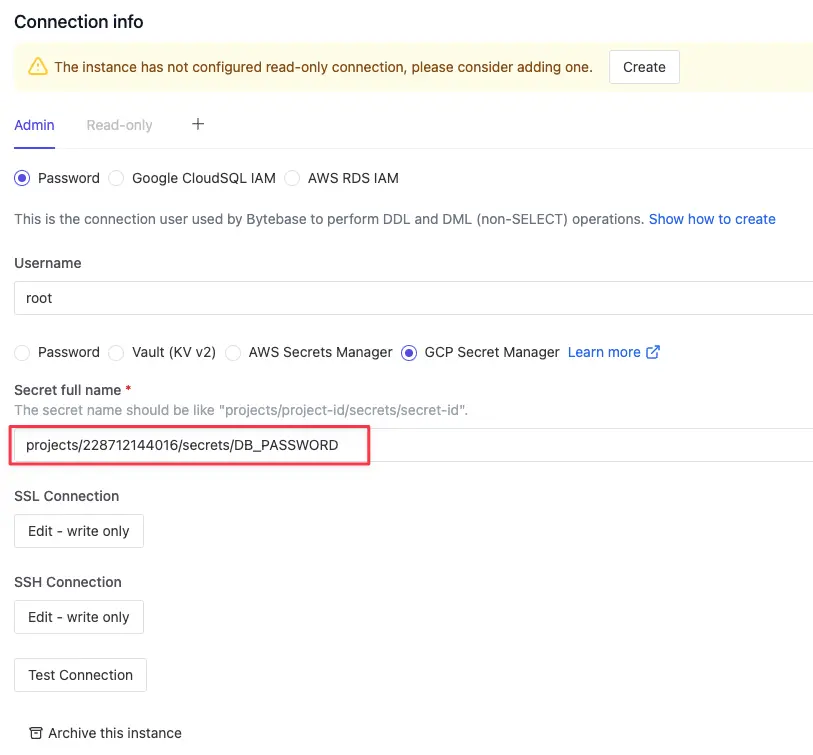 Connection info
The instance has not configured read-only connection, please consider adding one. Create
Admin Read-only +
Password Google CloudSQL IAM AWS RDS IAM
This is the connection user used by Bytebase to perform DDL and DML (non-SELECT) operations. Show how to create
Username
root
Password Vault (KV v2) AWS Secrets Manager GCP Secret Manager Learn more
Secret full name *
The secret name should be like "projects/project-id/secrets/secret-id".
projects/228712144016/secrets/DB_PASSWORD
SSL Connection
Edit - write only
SSH Connection
Edit - write only
Test Connection
Archive this instance